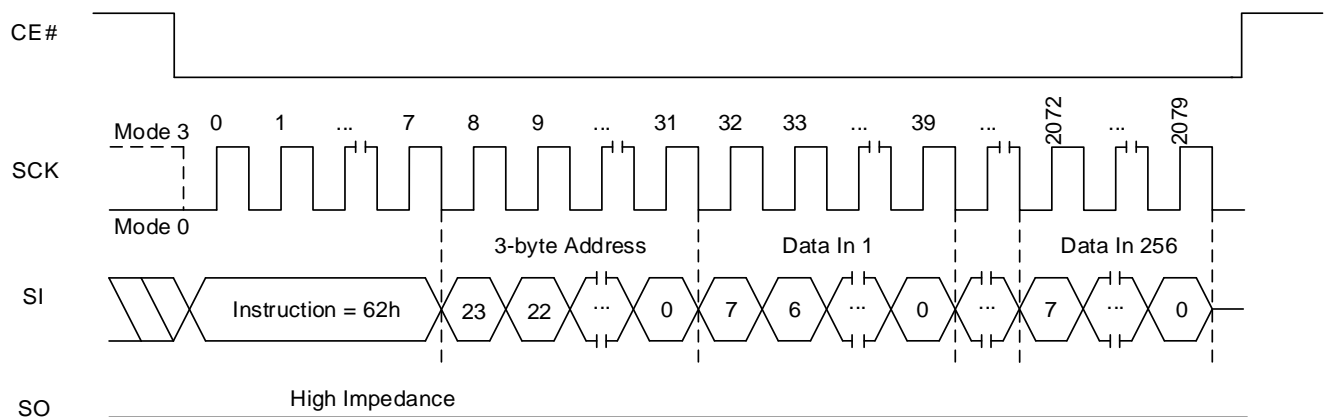 CE#
Mode 3
0 1 ... 7 8 9 ... 31 32 33 ... 39 ... 2072 ... 2079
SCK
Mode 0
3-byte Address Data In 1 Data In 256
SI
Instruction = 62h 23 22 ... 0 7 6 ... 0 ... 7 ... 0
High Impedance
SO